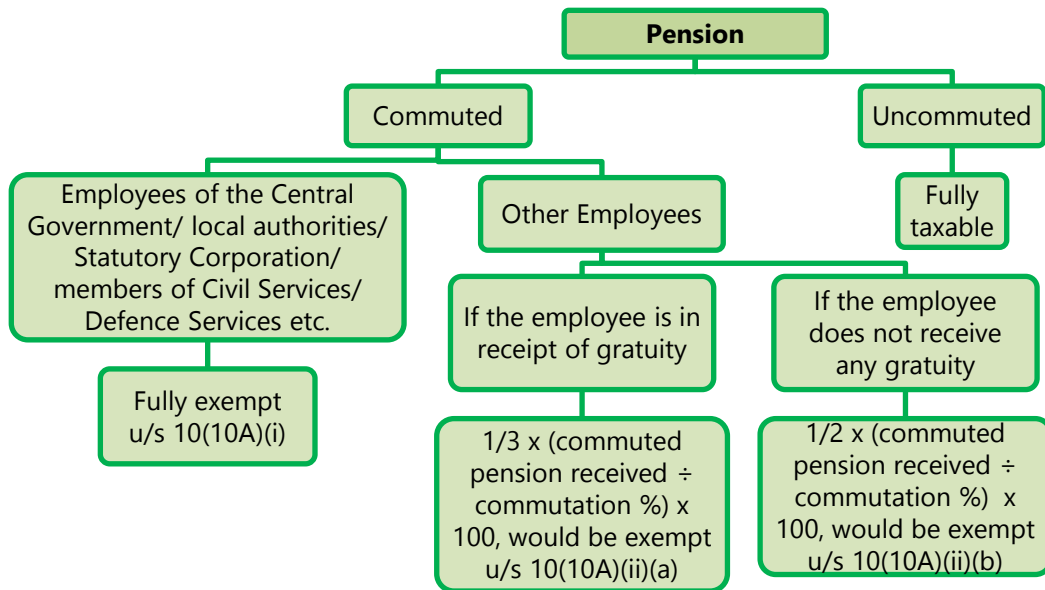 Pension
Commuted
Uncommuted
Employees of the Central
Government/ local authorities/
Statutory Corporation/
members of Civil Services/
Defence Services etc.
Other Employees
Fully
taxable
If the employee is in
receipt of gratuity
If the employee
does not receive
any gratuity
Fully exempt
u/s 10(10A)(i)
1/3 x (commuted
pension received ÷
commutation %) x
100, would be exempt
u/s 10(10A)(ii)(a)
1/2 x (commuted
pension received ÷
commutation %) x
100, would be exempt
u/s 10(10A)(ii)(b)